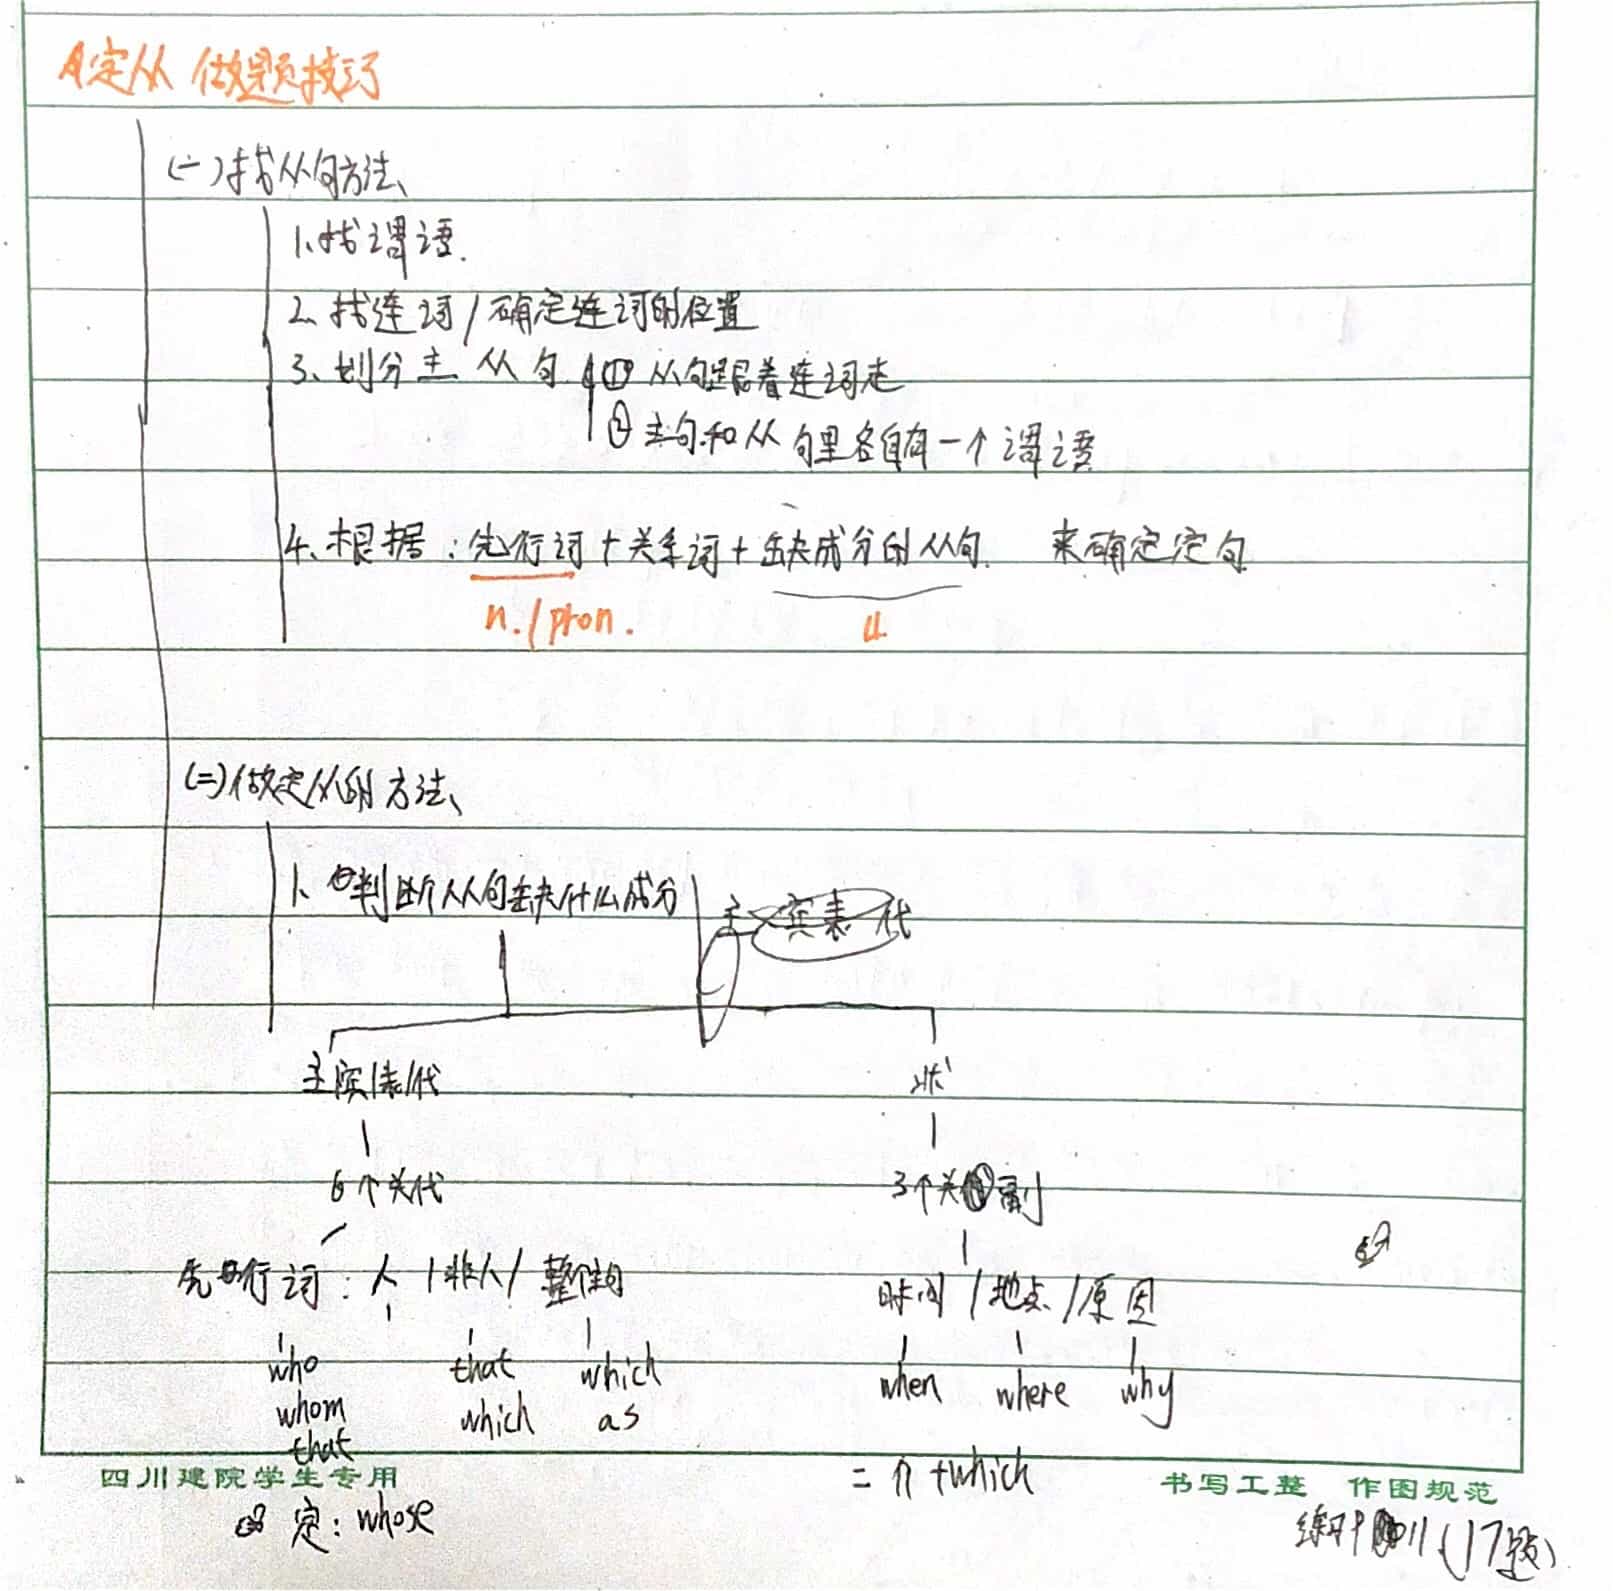 定从 做题技巧
(一)找从句方法、
1、找谓语.
2、找连词/确定连词的位置
3、划分主 从句 ① 从句跟着连词走
② 主句和从句里各自有一个谓语
4、根据:先行词+关系词+缺成分的从句. 来确定定句.
n./pron.
(二)做定从的方法、
1、判断从句缺什么成分
主 宾表 代
主宾/表/代 状
6个关代 3个关副
先行词: 人/非人/整个句 时间/地点/原因
who that which when where why
whom which as
that
四川建院学生专用 = 介+which 书写工整 作图规范
定: whose (17题)